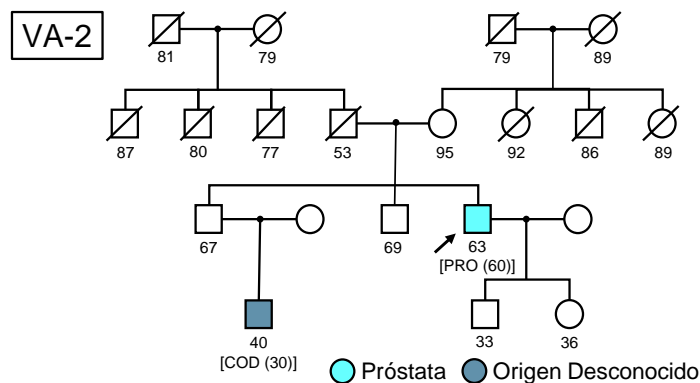 VA-2
81 79 79 89
87 80 77 53 95 92 86 89
67 69 63
[PRO (60)]
40 33 36
[COD (30)]
Próstata Origen Desconocido